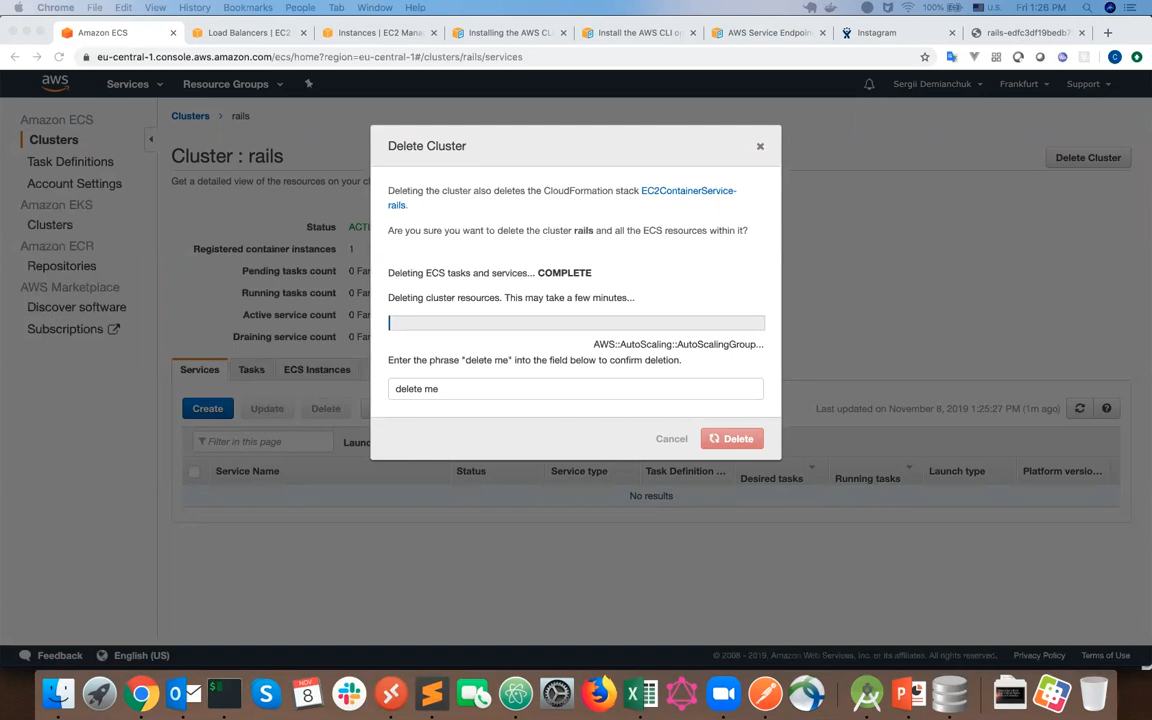 Chrome File Edit View History Bookmarks People Tab Window Help 100% U.S. Fri 1:26 PM
Amazon ECS Load Balancers | EC2 Instances | EC2 Mana Installing the AWS CL Install the AWS CLI o AWS Service Endpoin Instagram rails-edfc3df19bedb7
eu-central-1.console.aws.amazon.com/ecs/home?region=eu-central-1#/clusters/rails/services
aws Services Resource Groups Sergii Demianchuk Frankfurt Support
Amazon ECS
Clusters
Task Definitions
Account Settings
Amazon EKS
Clusters
Amazon ECR
Repositories
AWS Marketplace
Discover software
Subscriptions
Clusters > rails
Cluster : rails
Delete Cluster
Get a detailed view of the resources on your cl
Status ACTI
Registered container instances 1
Pending tasks count 0 Far
Running tasks count 0 Far
Active service count 0 Far
Draining service count 0 Far
Services Tasks ECS Instances
Create Update Delete
Last updated on November 8, 2019 1:25:27 PM (1m ago)
Filter in this page Launc
Service Name Status Service type Task Definition ... Desired tasks Running tasks Launch type Platform versio...
No results
Delete Cluster
Deleting the cluster also deletes the CloudFormation stack EC2ContainerService-
rails.
Are you sure you want to delete the cluster rails and all the ECS resources within it?
Deleting ECS tasks and services... COMPLETE
Deleting cluster resources. This may take a few minutes...
AWS::AutoScaling::AutoScalingGroup...
Enter the phrase "delete me" into the field below to confirm deletion.
delete me
Cancel Delete
Feedback English (US)
© 2008 - 2019, Amazon Web Services, Inc. or its affiliates. All rights reserved. Privacy Policy Terms of Use
NOV
8